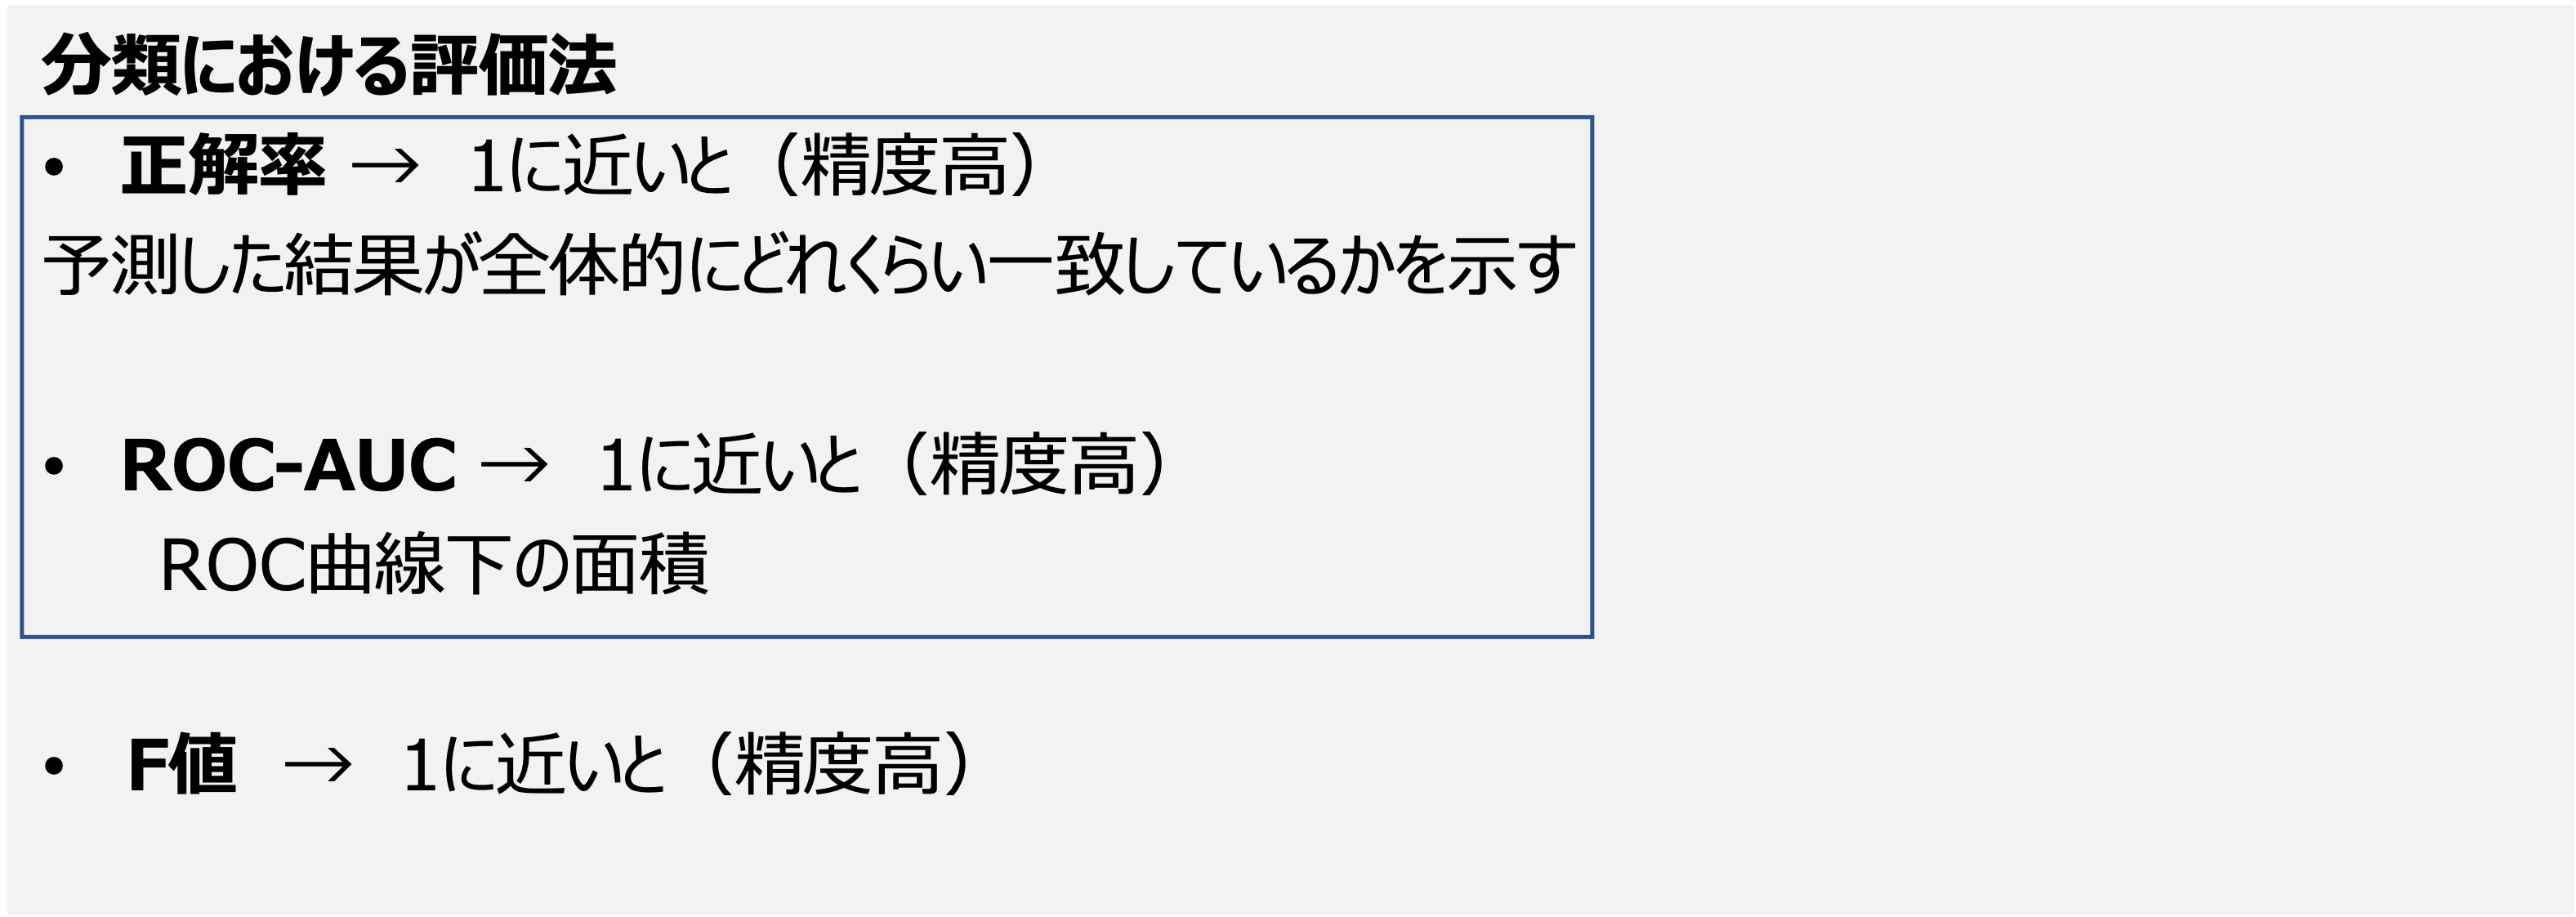 分類における評価法
• 正解率 → 1に近いと（精度高）
予測した結果が全体的にどれくらい一致しているかを示す
• ROC-AUC → 1に近いと（精度高）
ROC曲線下の面積
• F値 → 1に近いと（精度高）